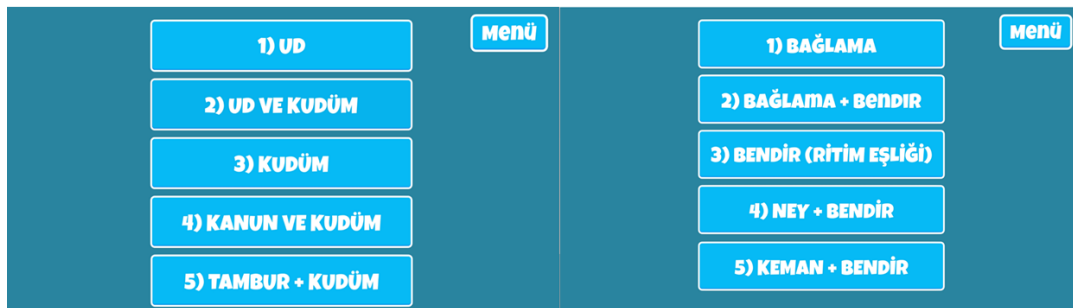 1) UD
Menü
2) UD VE KUDÜM
3) KUDÜM
4) KANUN VE KUDÜM
5) TAMBUR + KUDÜM
1) BAĞLAMA
Menü
2) BAĞLAMA + BENDIR
3) BENDİR (RİTİM EŞLİĞİ)
4) NEY + BENDİR
5) KEMAN + BENDİR